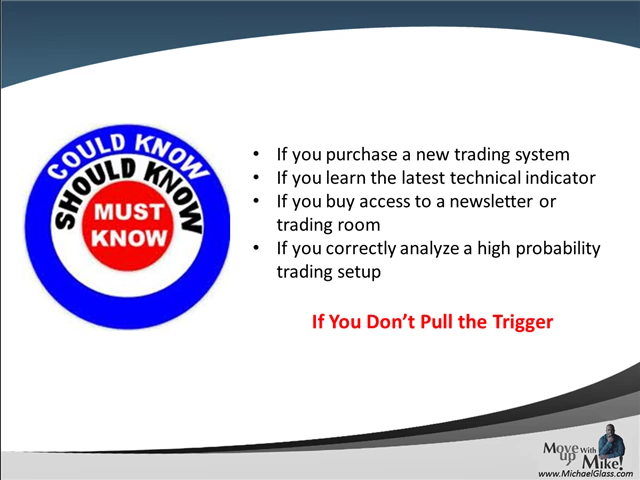 COULD KNOW
SHOULD KNOW
MUST
KNOW
• If you purchase a new trading system
• If you learn the latest technical indicator
• If you buy access to a newsletter or
trading room
• If you correctly analyze a high probability
trading setup
If You Don't Pull the Trigger
Move up With Mike!
www.MichaelGlass.com